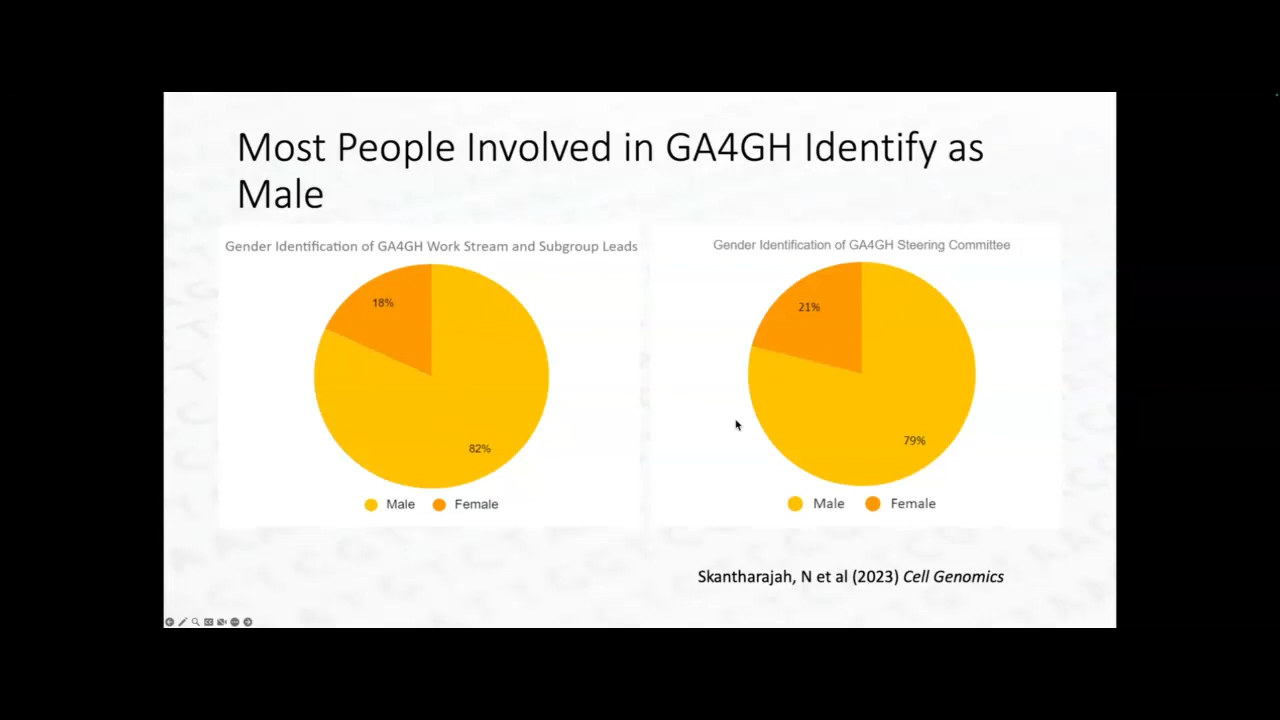 Most People Involved in GA4GH Identify as
Male
Gender Identification of GA4GH Work Stream and Subgroup Leads
18%
82%
Male Female
Gender Identification of GA4GH Steering Committee
21%
79%
Male Female
Skantharajah, N et al (2023) Cell Genomics